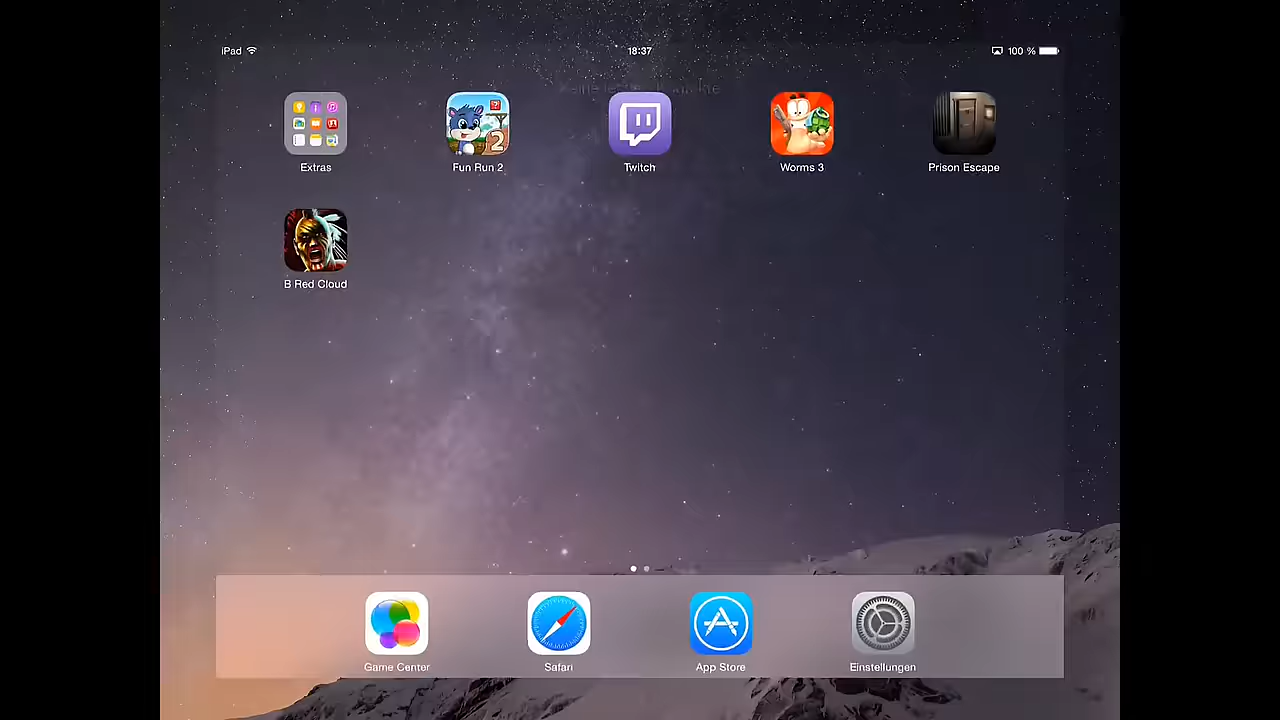 iPad 18:37 100 %
Extras Fun Run 2 Twitch Worms 3 Prison Escape
B Red Cloud
Game Center Safari App Store Einstellungen